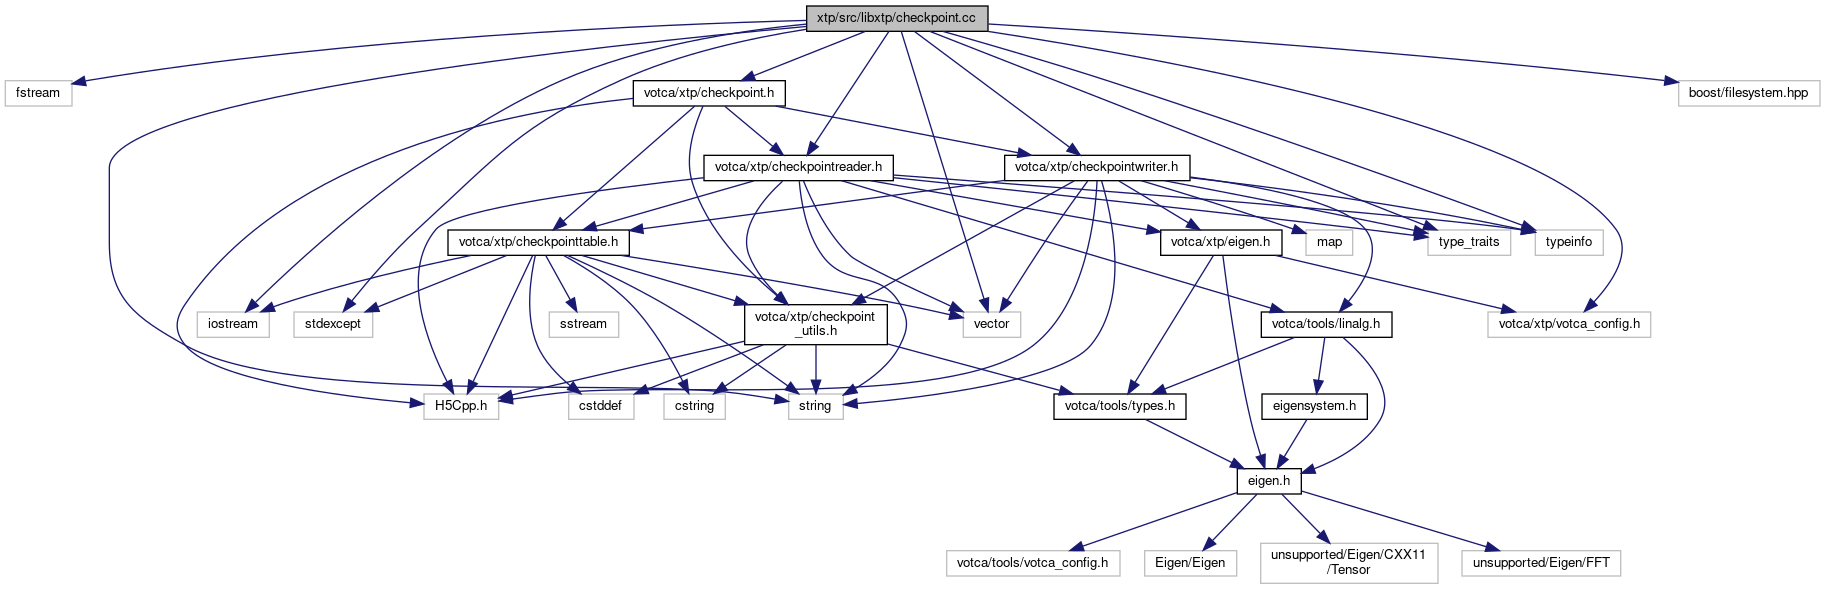 xtp/src/libxtp/checkpoint.cc
fstream
votca/xtp/checkpoint.h
boost/filesystem.hpp
votca/xtp/checkpointreader.h
votca/xtp/checkpointwriter.h
votca/xtp/checkpointtable.h
votca/xtp/eigen.h
map
type_traits
typeinfo
iostream
stdexcept
sstream
votca/xtp/checkpoint
_utils.h
vector
votca/tools/linalg.h
votca/xtp/votca_config.h
H5Cpp.h
cstddef
cstring
string
votca/tools/types.h
eigensystem.h
eigen.h
votca/tools/votca_config.h
Eigen/Eigen
unsupported/Eigen/CXX11
/Tensor
unsupported/Eigen/FFT